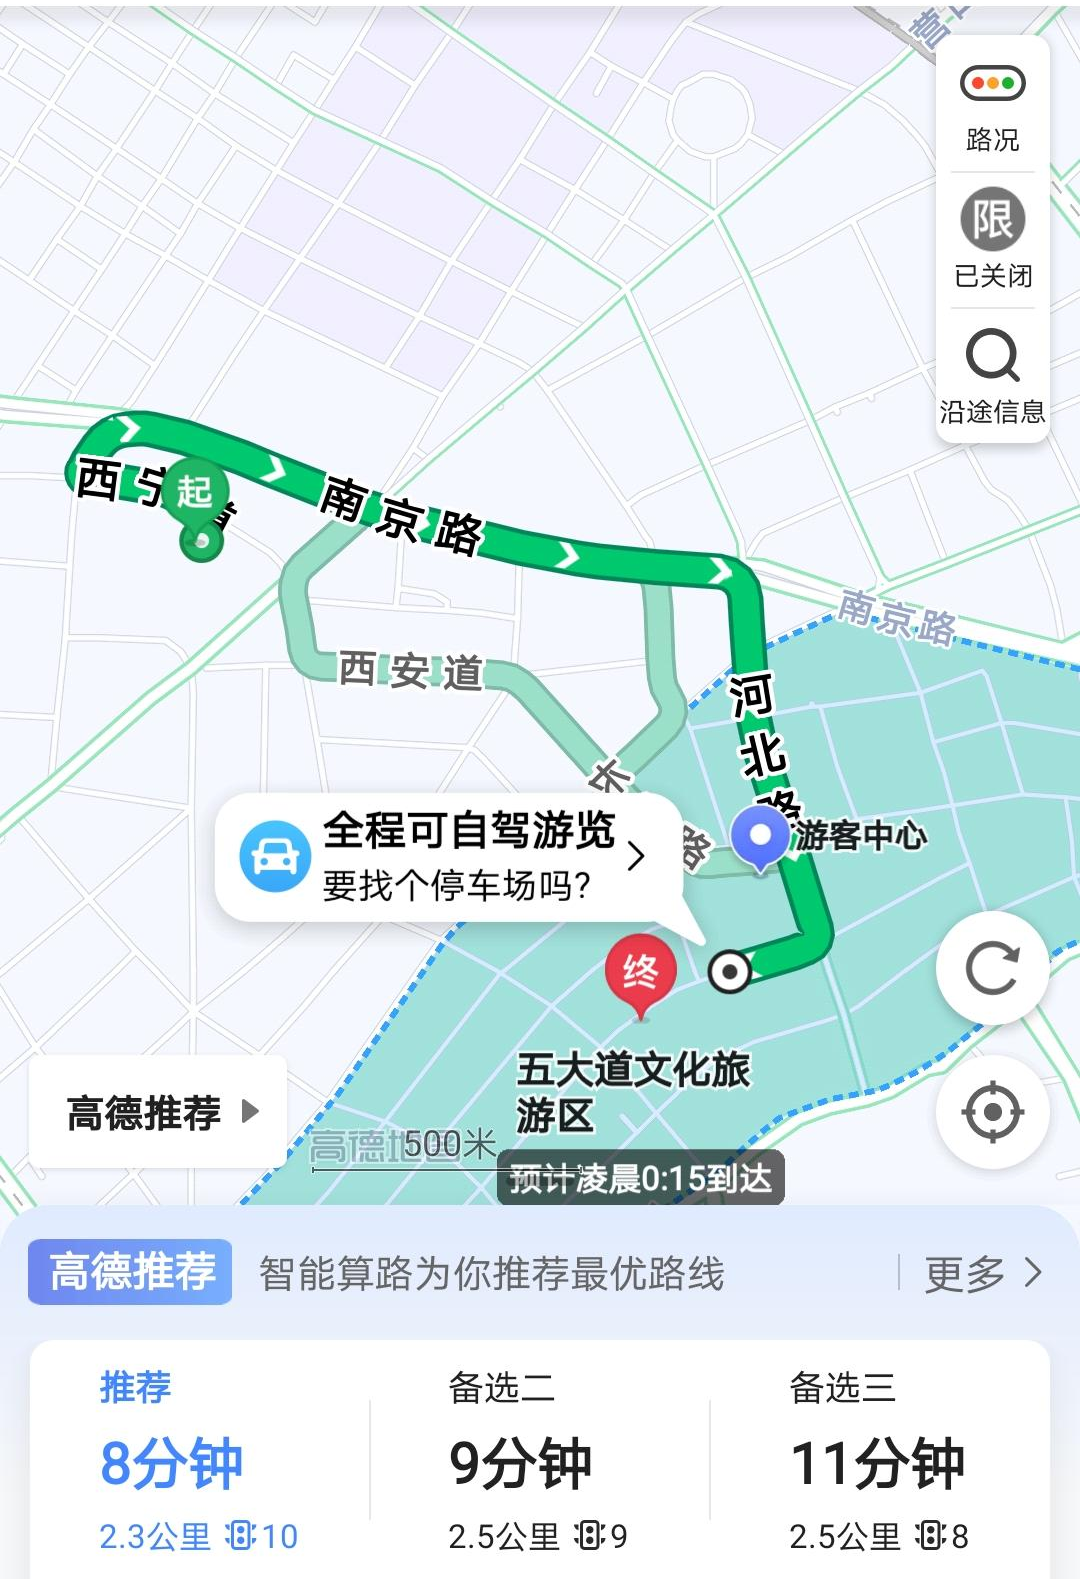 营口
路况
限
已关闭
沿途信息
西宁道
起
南京路
南京路
西安道
河北路
长
路
游客中心
全程可自驾游览
要找个停车场吗?
终
五大道文化旅
游区
高德推荐
高德地图
500米
预计凌晨0:15到达
高德推荐
智能算路为你推荐最优路线
更多
推荐
备选二
备选三
8分钟
9分钟
11分钟
2.3公里 10
2.5公里 9
2.5公里 8